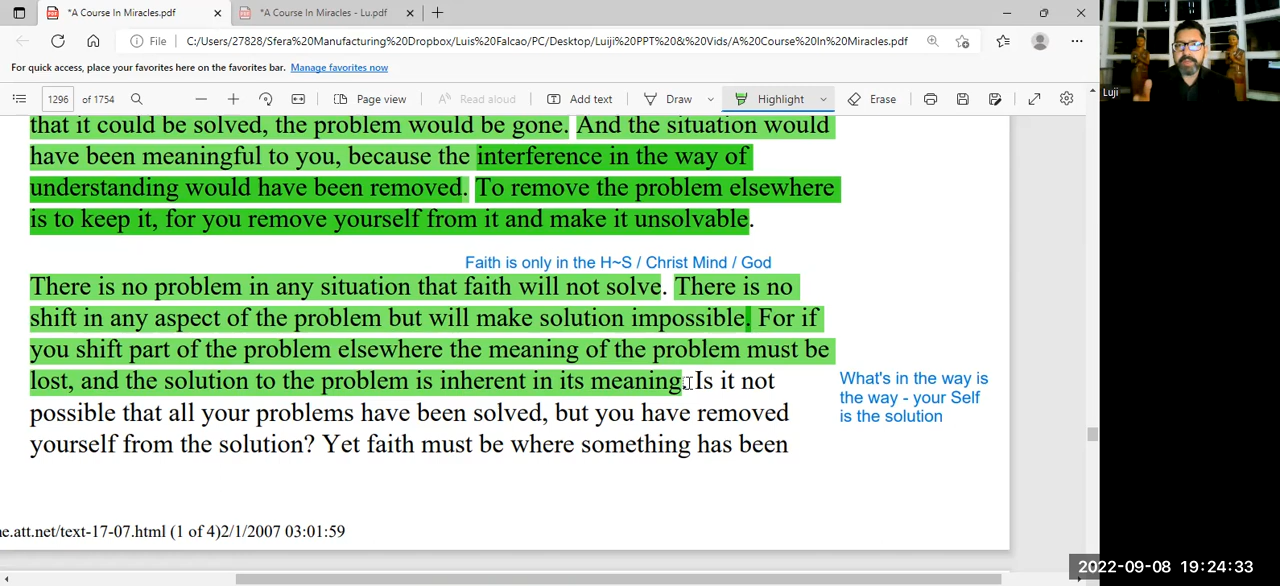 *A Course In Miracles.pdf
*A Course In Miracles - Lu.pdf
File
C:/Users/27828/Sfera%20Manufacturing%20Dropbox/Luis%20falcao/PC/Desktop/Luiji%20PPT%20&%20Vids/A%20Course%20In%20Miracles.pdf
For quick access, place your favorites here on the favorites bar. Manage favorites now
1296 of 1754
Page view
Read aloud
Add text
Draw
Highlight
Erase
Luji
that it could be solved, the problem would be gone. And the situation would
have been meaningful to you, because the interference in the way of
understanding would have been removed. To remove the problem elsewhere
is to keep it, for you remove yourself from it and make it unsolvable.
Faith is only in the H~S / Christ Mind / God
There is no problem in any situation that faith will not solve. There is no
shift in any aspect of the problem but will make solution impossible. For if
you shift part of the problem elsewhere the meaning of the problem must be
lost, and the solution to the problem is inherent in its meaning. Is it not
possible that all your problems have been solved, but you have removed
yourself from the solution? Yet faith must be where something has been
What's in the way is
the way - your Self
is the solution
ne.att.net/text-17-07.html (1 of 4)2/1/2007 03:01:59
2022-09-08 19:24:33